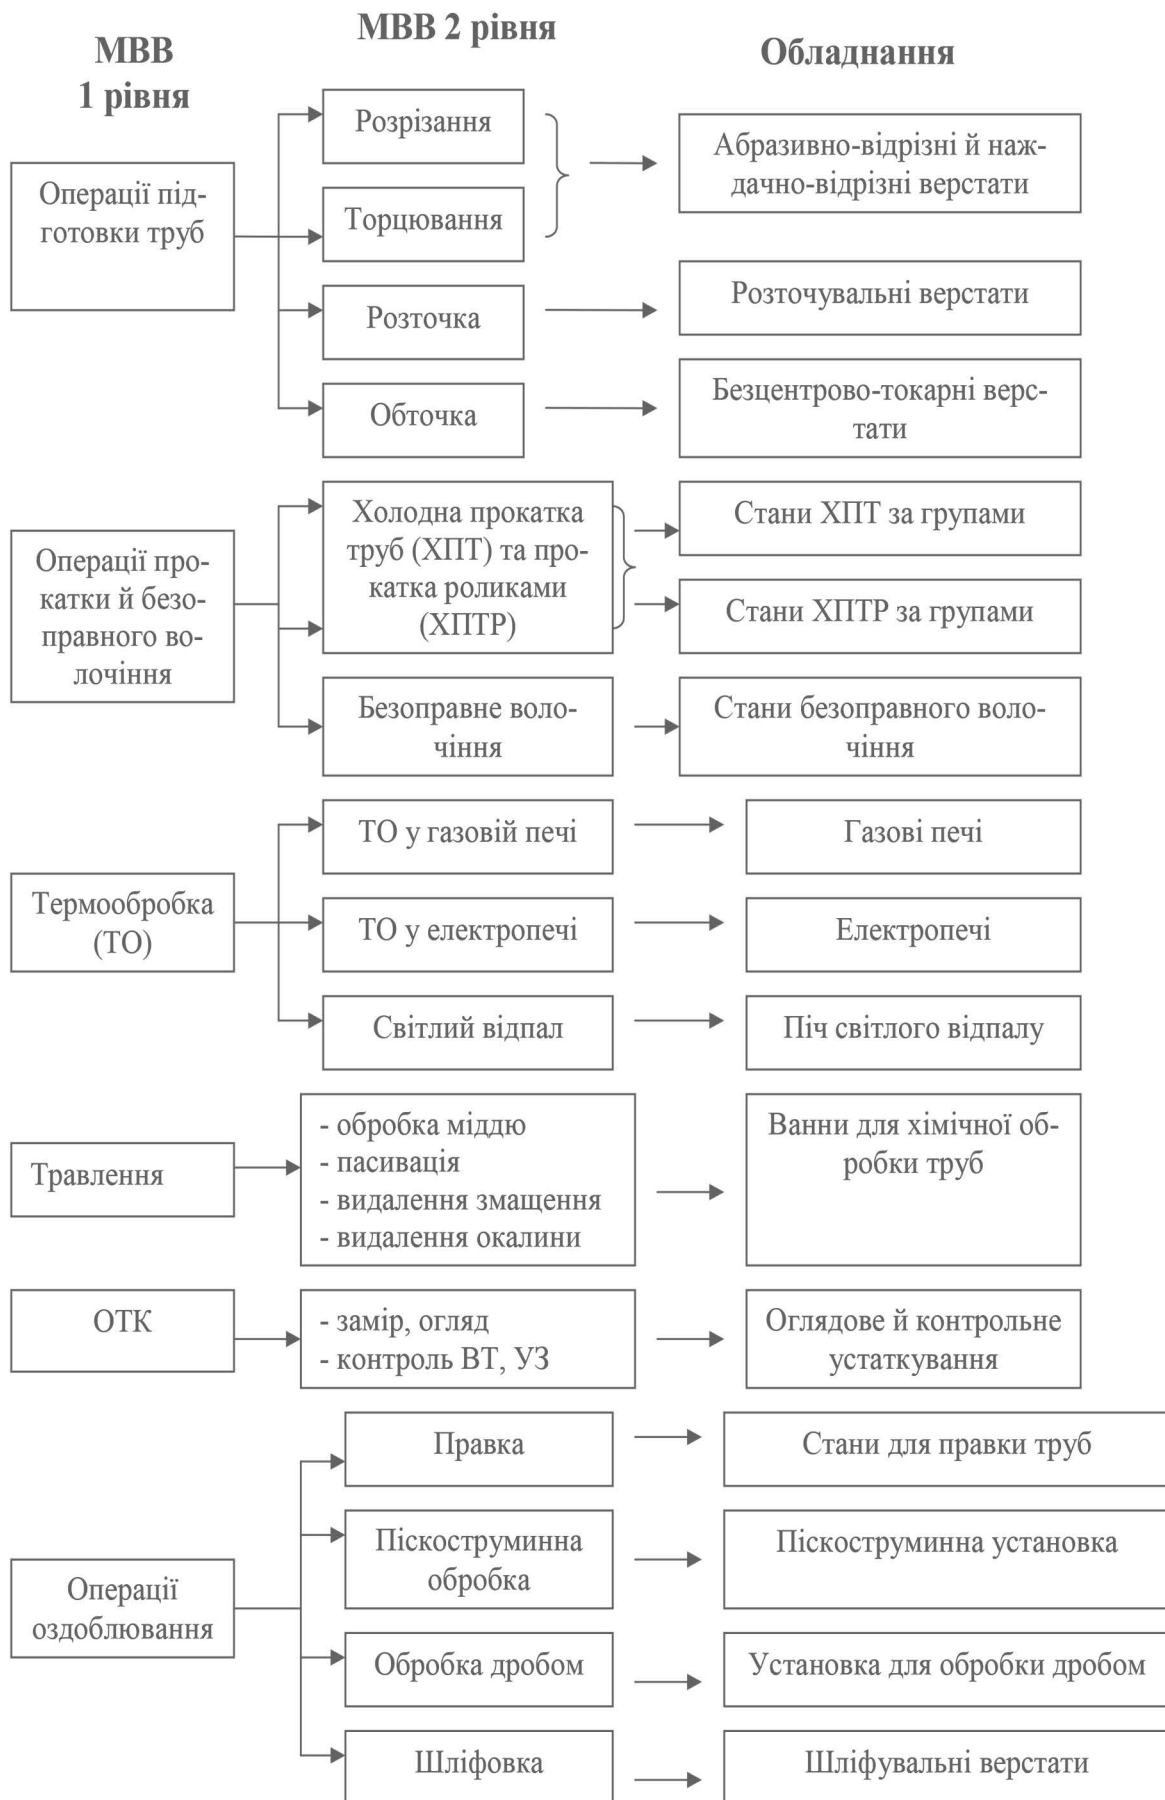 МВВ
1 рівня
МВВ 2 рівня
Обладнання
Операції під-
готовки труб
Розрізання
Торцювання
Розточка
Обточка
Абразивно-відрізні й наж-
дачно-відрізні верстати
Розточувальні верстати
Безцентрово-токарні верс-
тати
Операції про-
катки й безо-
правного во-
лочіння
Холодна прокатка
труб (ХПТ) та про-
катка роликами
(ХПТР)
Безоправне воло-
чіння
Стани ХПТ за групами
Стани ХПТР за групами
Стани безоправного воло-
чіння
Термообробка
(ТО)
ТО у газовій печі
ТО у електропечі
Світлий відпал
Газові печі
Електропечі
Піч світлого відпалу
Травлення
- обробка міддю
- пасивація
- видалення змащення
- видалення окалини
Ванни для хімічної об-
робки труб
ОТК
- замір, огляд
- контроль ВТ, УЗ
Оглядове й контрольне
устаткування
Операції
оздоблювання
Правка
Піскоструминна
обробка
Обробка дробом
Шліфовка
Стани для правки труб
Піскоструминна установка
Установка для обробки дробом
Шліфувальні верстати